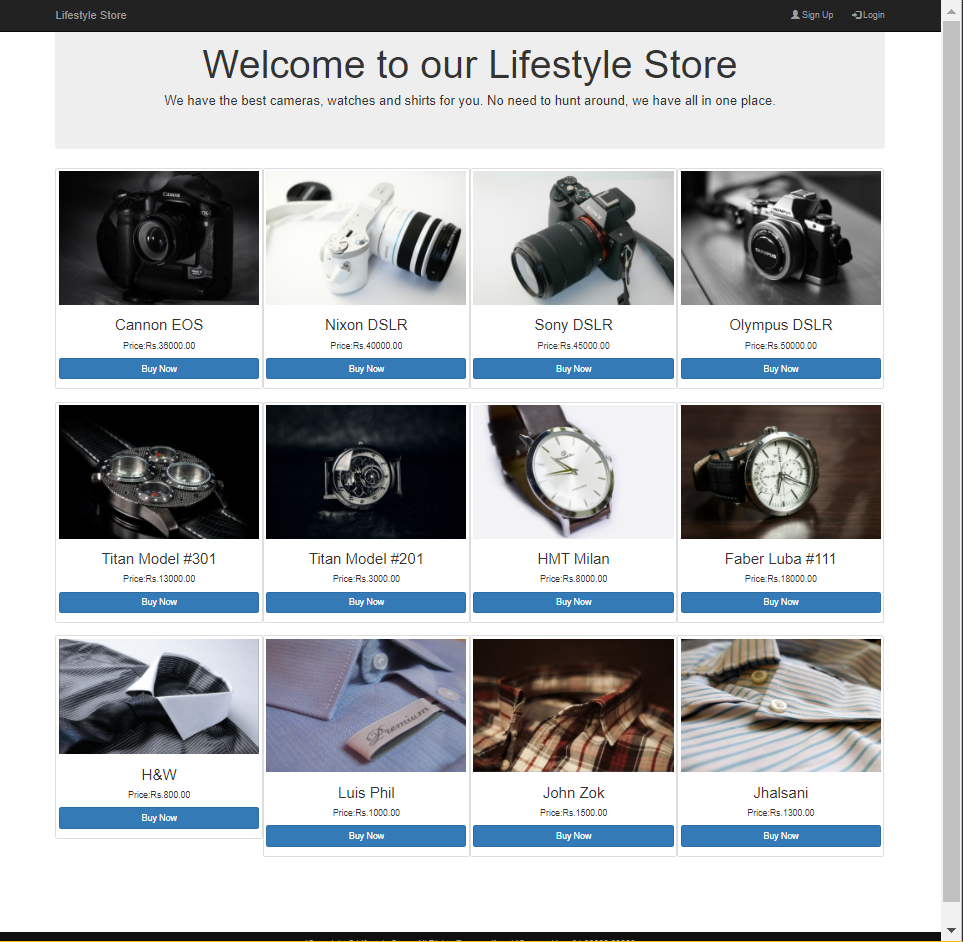 Lifestyle Store
Sign Up
Login
Welcome to our Lifestyle Store
We have the best cameras, watches and shirts for you. No need to hunt around, we have all in one place.
SONY
OLYMPUS
Cannon EOS
Nixon DSLR
Sony DSLR
Olympus DSLR
Price:Rs.36000.00
Price:Rs.40000.00
Price:Rs.45000.00
Price:Rs.50000.00
Buy Now
Buy Now
Buy Now
Buy Now
Titan Model #301
Titan Model #201
HMT Milan
Faber Luba #111
Price:Rs.13000.00
Price:Rs.3000.00
Price:Rs.8000.00
Price:Rs.18000.00
Buy Now
Buy Now
Buy Now
Buy Now
Premium
H&W
Luis Phil
John Zok
Jhalsani
Price:Rs.800.00
Price:Rs.1000.00
Price:Rs.1500.00
Price:Rs.1300.00
Buy Now
Buy Now
Buy Now
Buy Now